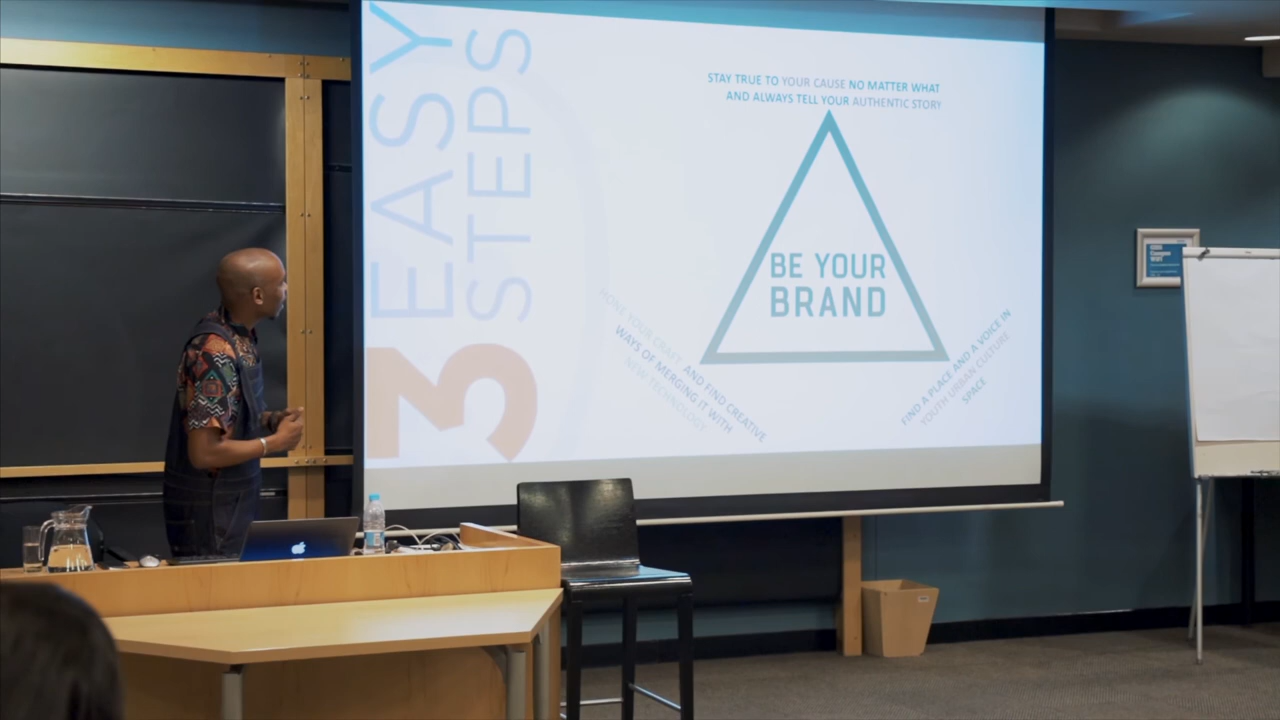 3 EASY
STEPS
STAY TRUE TO YOUR CAUSE NO MATTER WHAT
AND ALWAYS TELL YOUR AUTHENTIC STORY
BE YOUR
BRAND
HONE YOUR CRAFT AND FIND CREATIVE
WAYS OF MERGING IT WITH
NEW TECHNOLOGY
FIND A PLACE AND A VOICE IN
YOUTH URBAN CULTURE
SPACE
Campus
WiFi